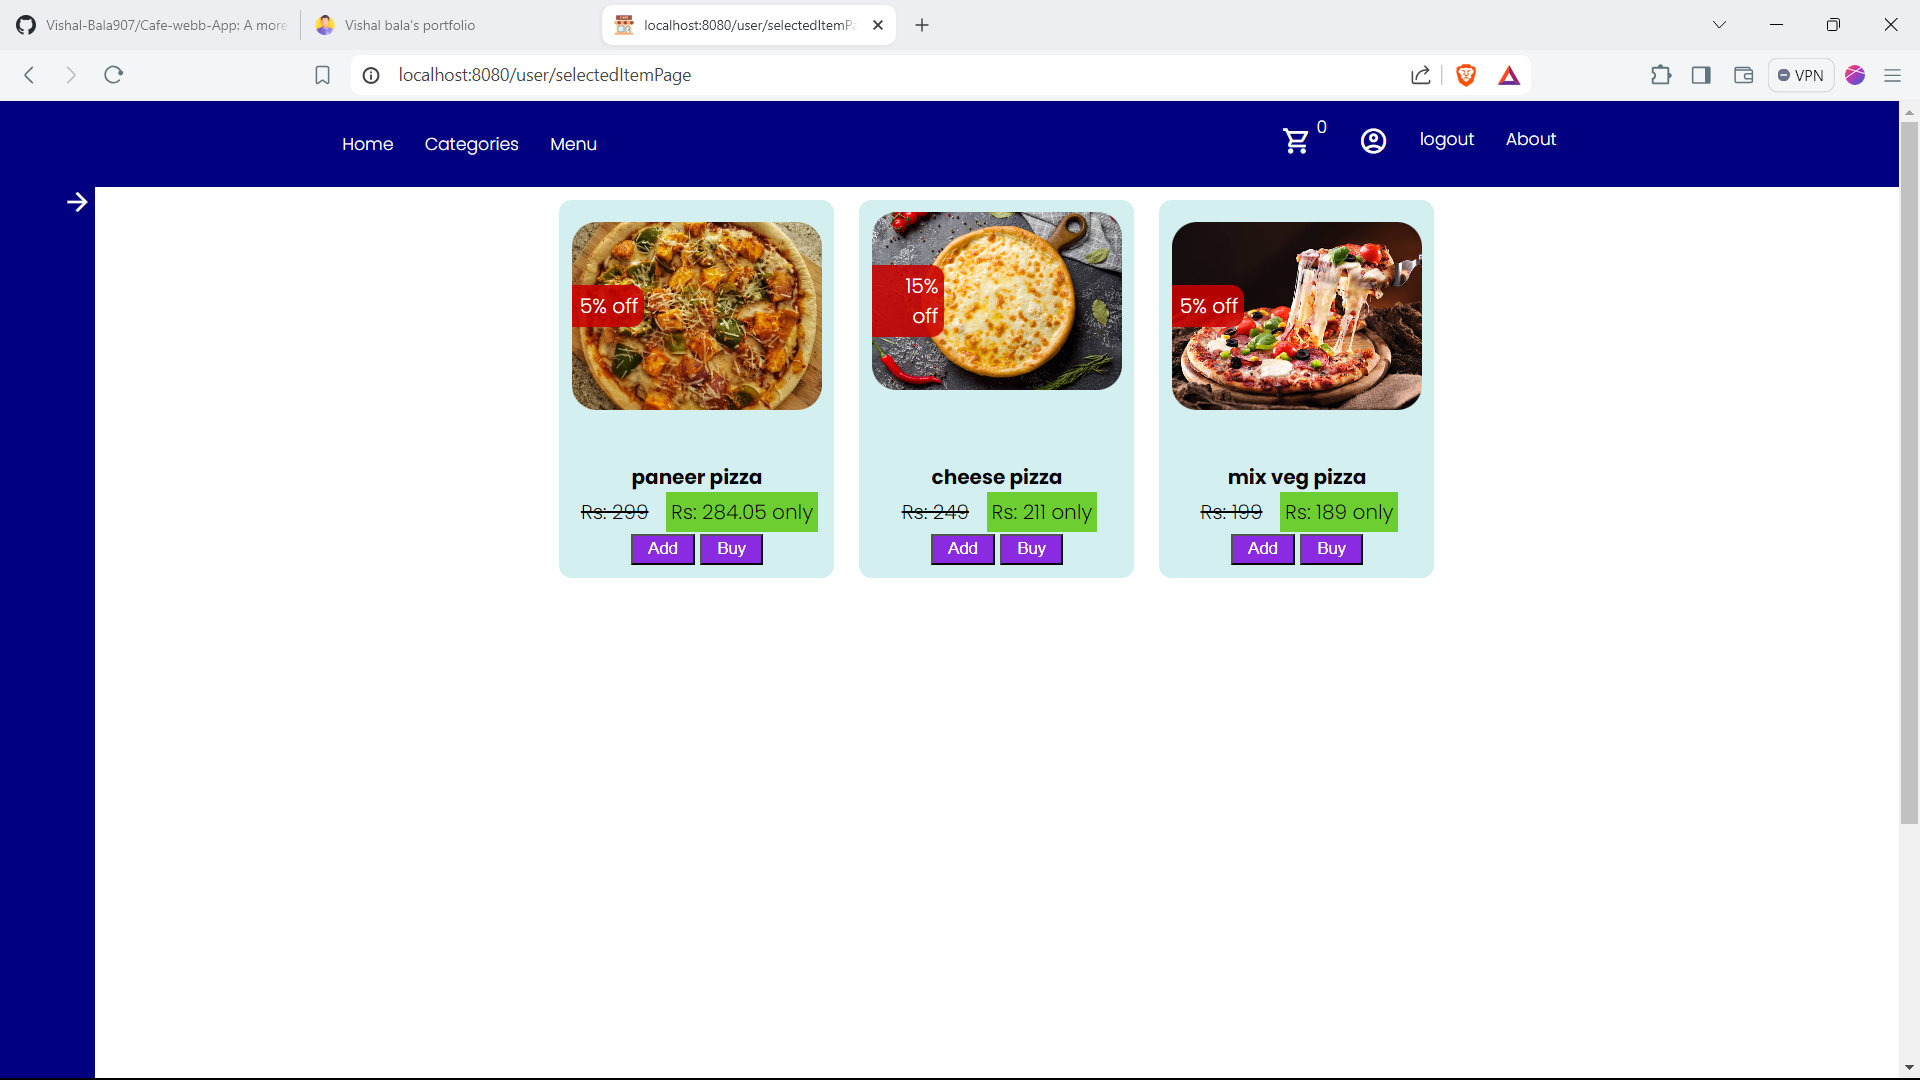 Vishal-Bala907/Cafe-webb-App: A more
Vishal bala's portfolio
localhost:8080/user/selectedItemPa
localhost:8080/user/selectedItemPage
VPN
Home
Categories
Menu
0
logout
About
5% off
15%
off
5% off
paneer pizza
cheese pizza
mix veg pizza
Rs: 299
Rs: 284.05 only
Rs: 249
Rs: 211 only
Rs: 199
Rs: 189 only
Add
Buy
Add
Buy
Add
Buy